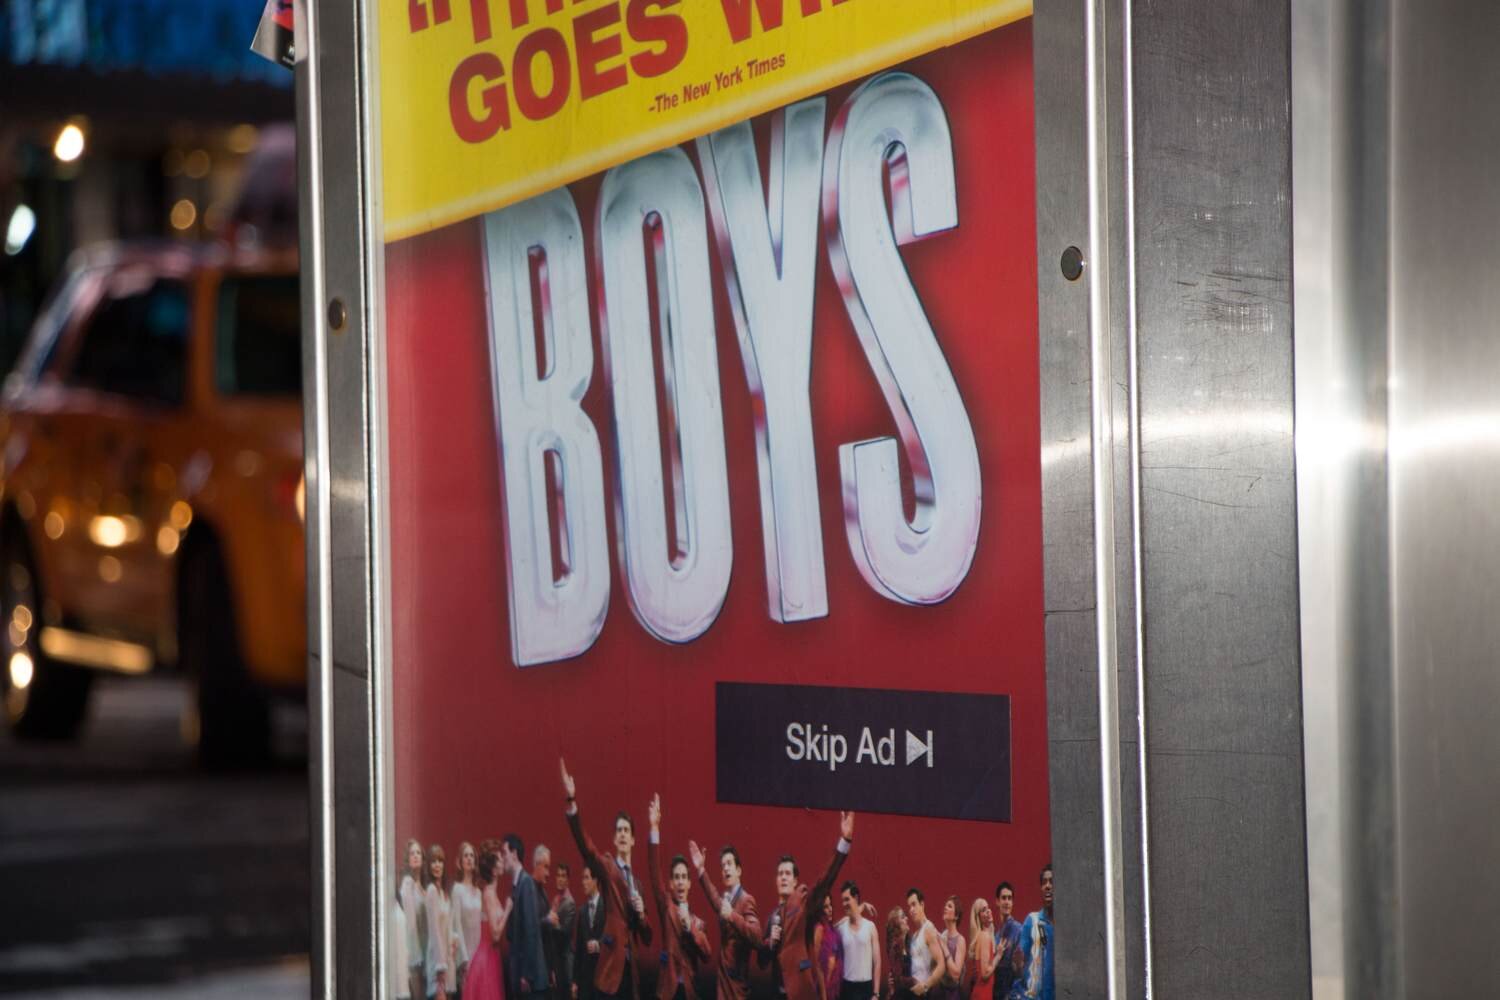 GOES
-The New York Times
BOYS
Skip Ad